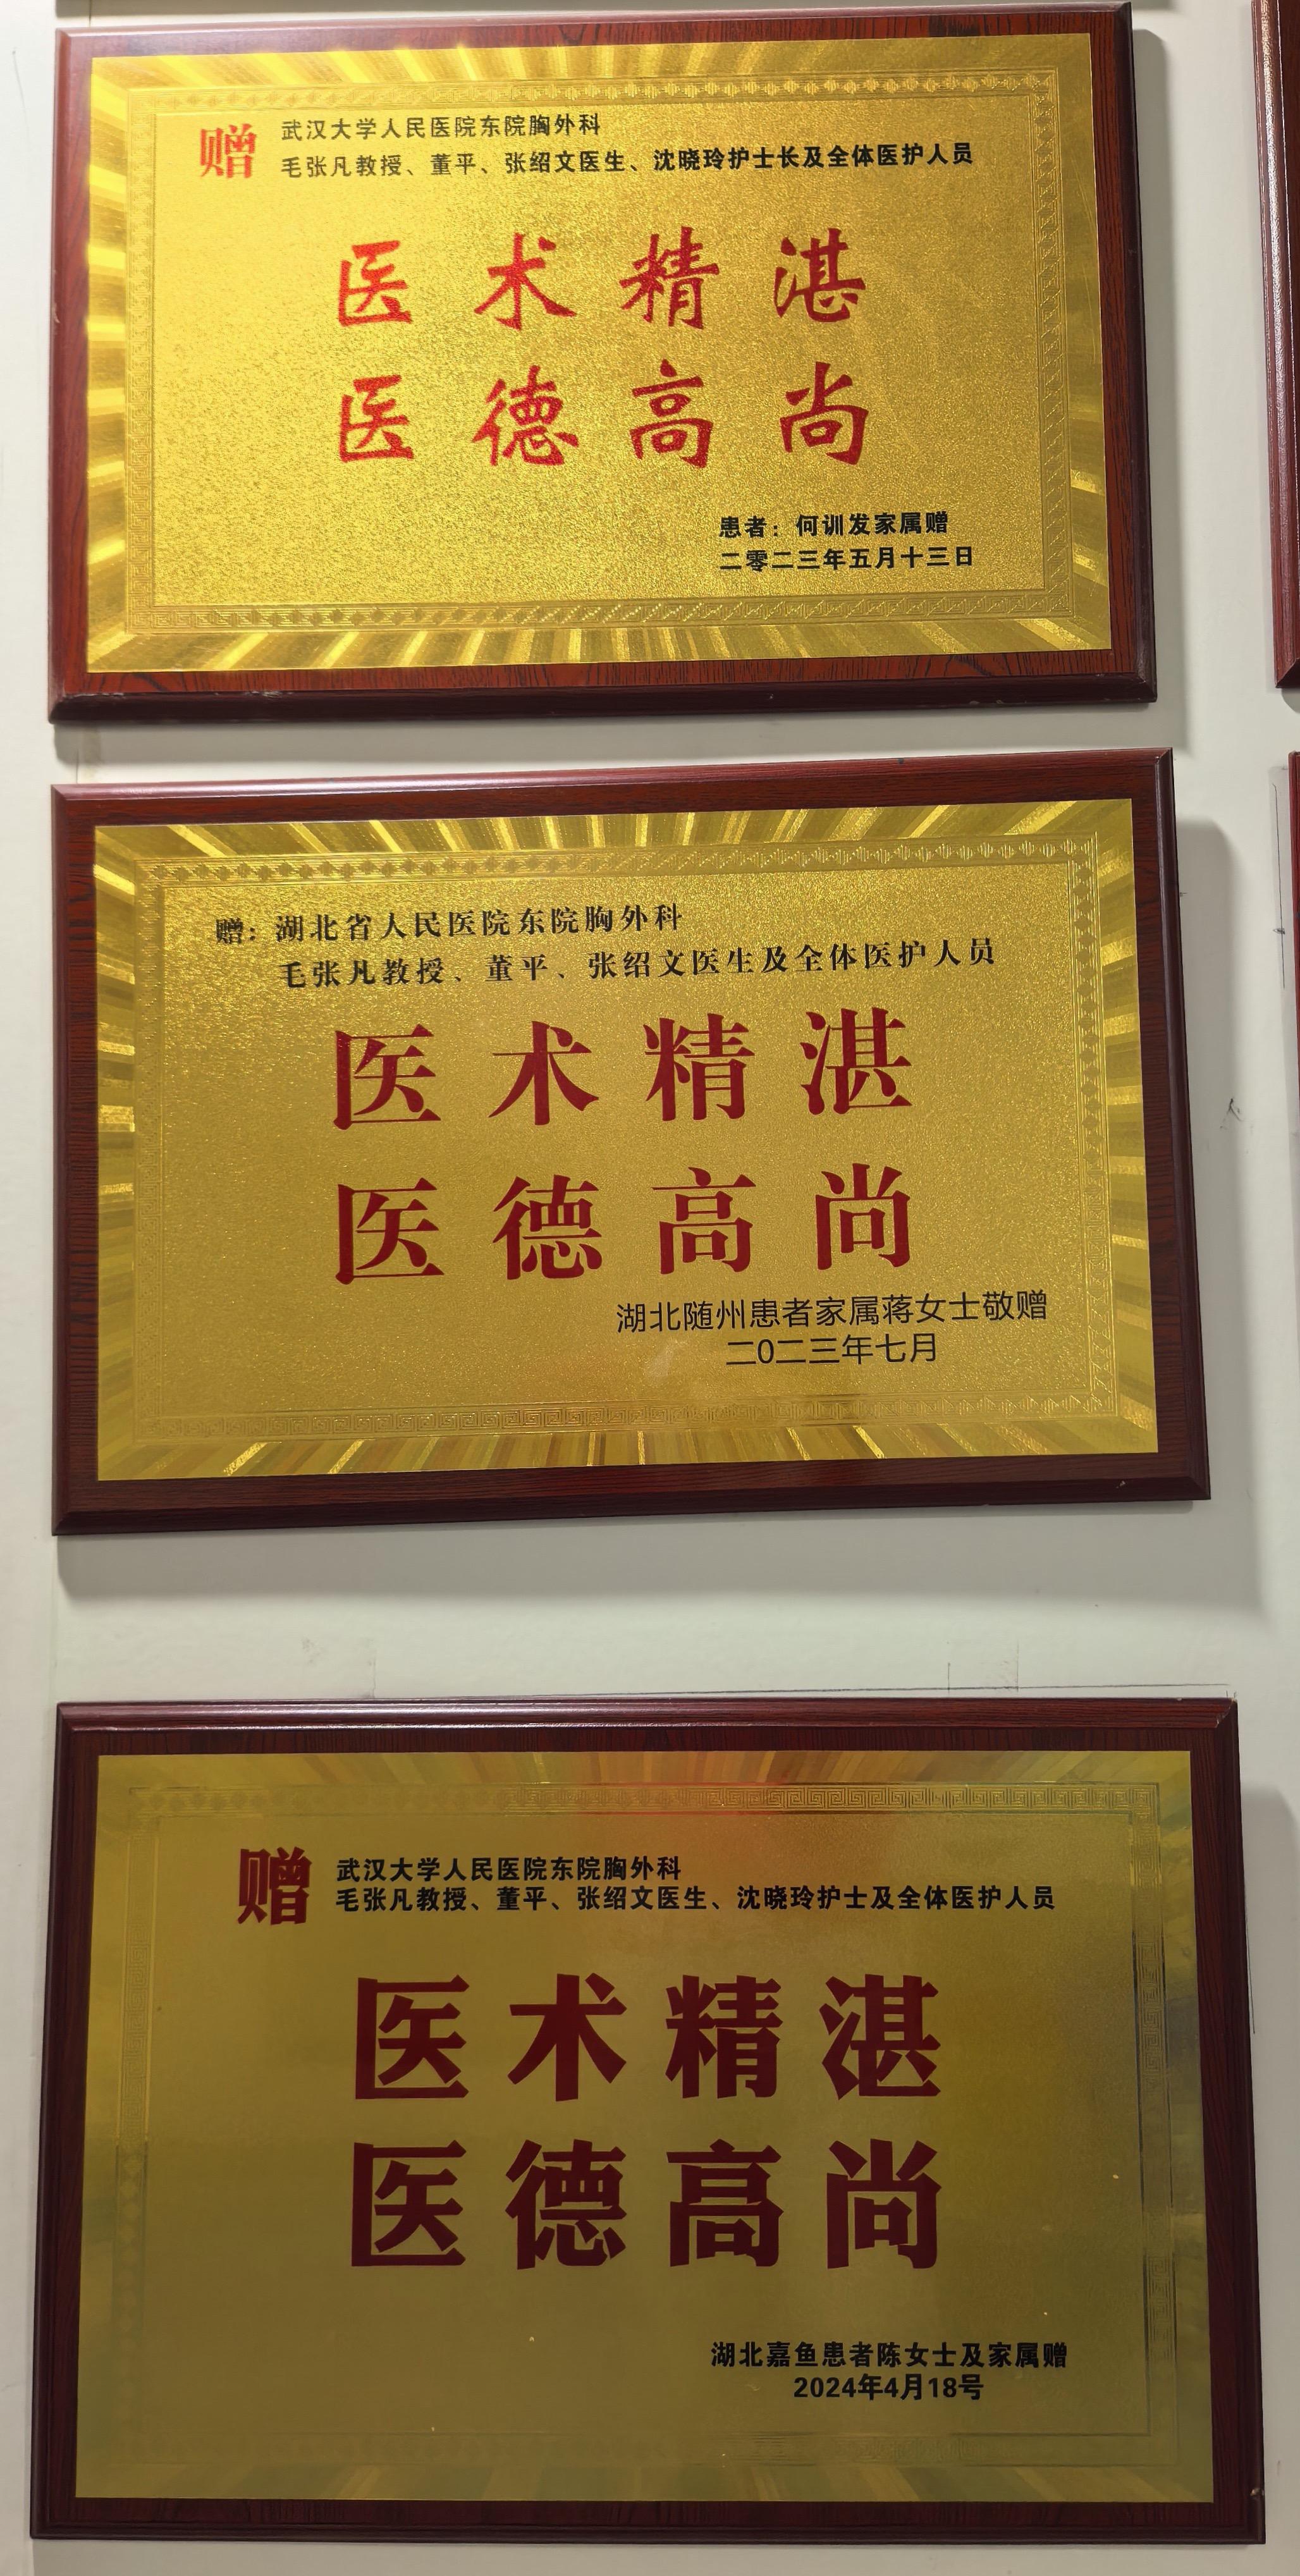 赠 武汉大学人民医院东院胸外科
毛张凡教授、董平、张绍文医生、沈晓玲护士长及全体医护人员
医术精湛
医德高尚
患者：何训发家属赠
二零二三年五月十三日
赠：湖北省人民医院东院胸外科
毛张凡教授、董平、张绍文医生及全体医护人员
医术精湛
医德高尚
湖北随州患者家属蒋女士敬赠
二0二三年七月
赠 武汉大学人民医院东院胸外科
毛张凡教授、董平、张绍文医生、沈晓玲护士及全体医护人员
医术精湛
医德高尚
湖北嘉鱼患者陈女士及家属赠
2024年4月18号